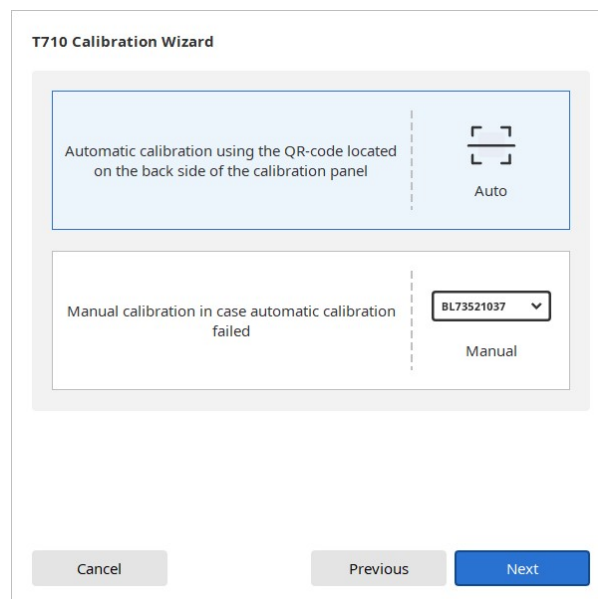 T710 Calibration Wizard
Automatic calibration using the QR-code located
on the back side of the calibration panel
Auto
Manual calibration in case automatic calibration
failed
BL73521037
Manual
Cancel
Previous
Next